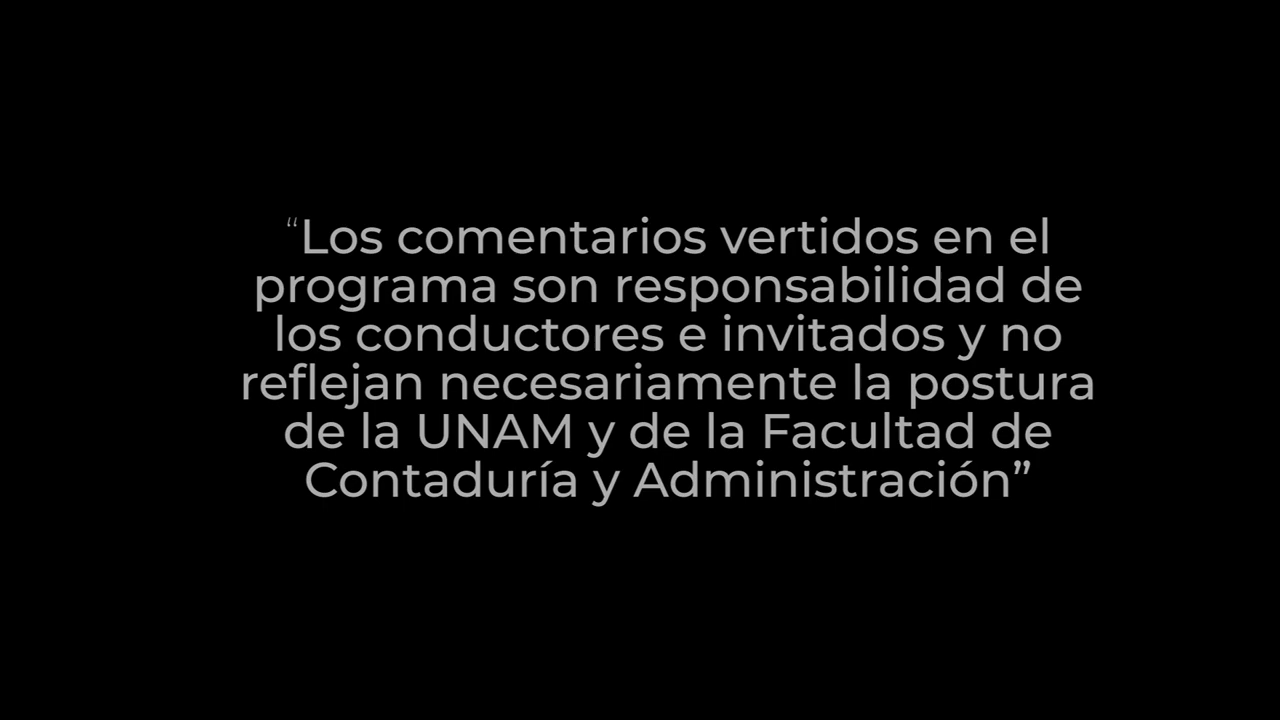 “Los comentarios vertidos en el
programa son responsabilidad de
los conductores e invitados y no
reflejan necesariamente la postura
de la UNAM y de la Facultad de
Contaduría y Administración”